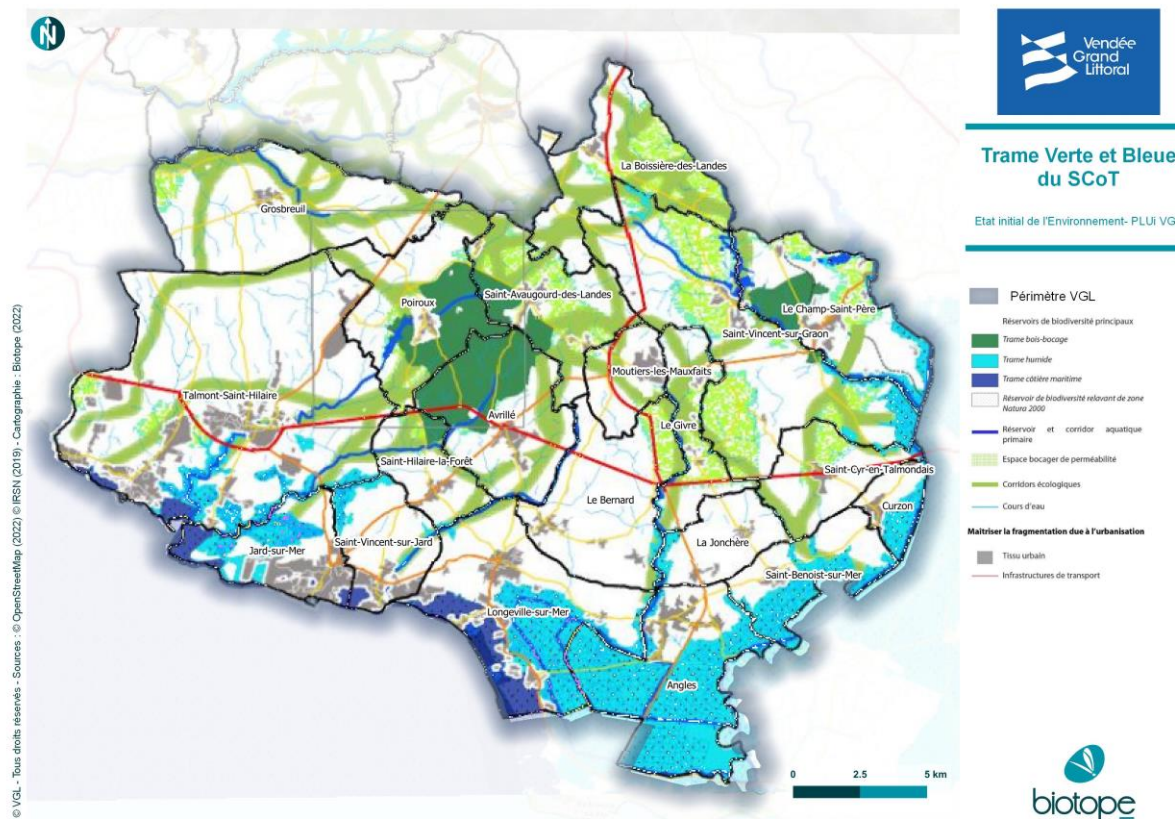 N
Vendée
Grand
Littoral
Trame Verte et Bleue
du SCoT
Etat initial de l'Environnement- PLUi VG
Périmètre VGL
Réservoirs de biodiversité principaux
Trame bois-bocage
Trame humide
Trame côtière maritime
Réservoir de biodiversité relavant de zone
Natura 2000
Réservoir et corridor aquatique
primaire
Espace bocager de perméabilité
Corridors écologiques
Cours d'eau
Maîtriser la fragmentation due à l'urbanisation
Tissu urbain
Infrastructures de transport
La Boissière-des-Landes
Grosbreuil
Poiroux
Saint-Avaugourd-des-Landes
Le Champ-Saint-Père
Saint-Vincent-sur-Graon
Moutiers-les-Mauxfaits
Talmont-Saint-Hilaire
Avrillé
Le Givre
Saint-Hilaire-la-Forêt
Saint-Cyr-en-Talmondais
Le Bernard
Curzon
La Jonchère
Saint-Vincent-sur-Jard
Jard-sur-Mer
Saint-Benoist-sur-Mer
Longeville-sur-Mer
Angles
0 2.5 5 km
© VGL - Tous droits réservés - Sources : © OpenStreetMap (2022) © IRSN (2019) - Cartographie : Biotope (2022)
biotope